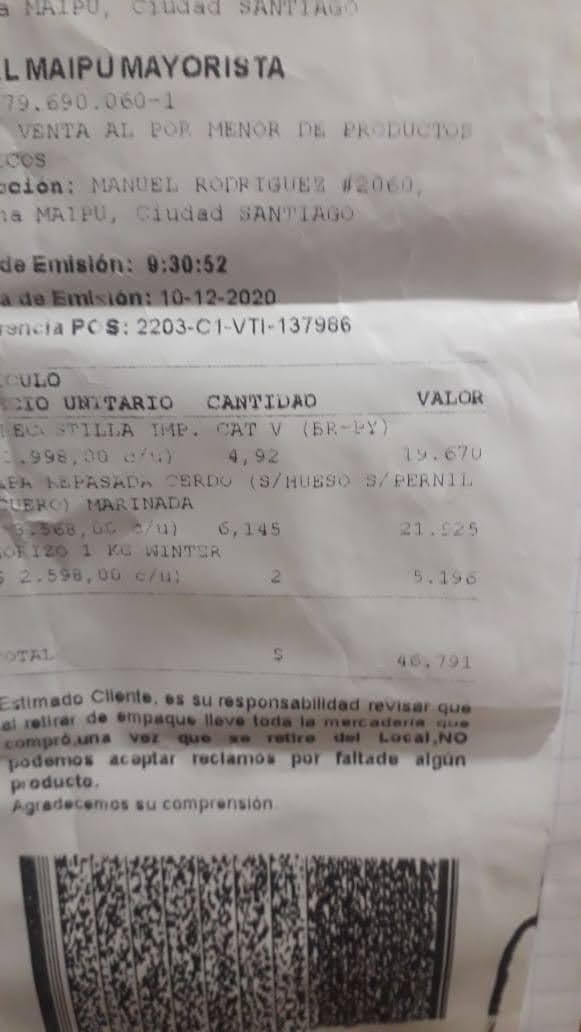 a MAIPU, Ciudad SANTIAGO
L MAIPU MAYORISTA
79.690.060-1
VENTA AL POR MENOR DE PRODUCTOS
ICOS
cción: MANUEL RODRIGUEZ #2060,
na MAIPU, Ciudad SANTIAGO
de Emisión: 9:30:52
a de Emisión: 10-12-2020
rencia POS: 2203-C1-VTI-137986
ICULO
CIO UNITARIO CANTIDAD VALOR
STILLA IMP. CAT V (BR-PY)
.998,00 c/u) 4,92 19.670
REPASADA CERDO (S/HUESO S/PERNIL
CUERO) MARINADA
.568,00 c/u) 6,145 21.925
ORIZO 1 KG WINTER
$ 2.598,00 c/u) 2 5.196
OTAL $ 46.791
Estimado Cliente, es su responsabilidad revisar que
al retirar de empaque lleve toda la mercadería que
compró,una vez que se retire del Local,NO
podemos aceptar reclamos por faltade algún
producto.
Agradecemos su comprensión